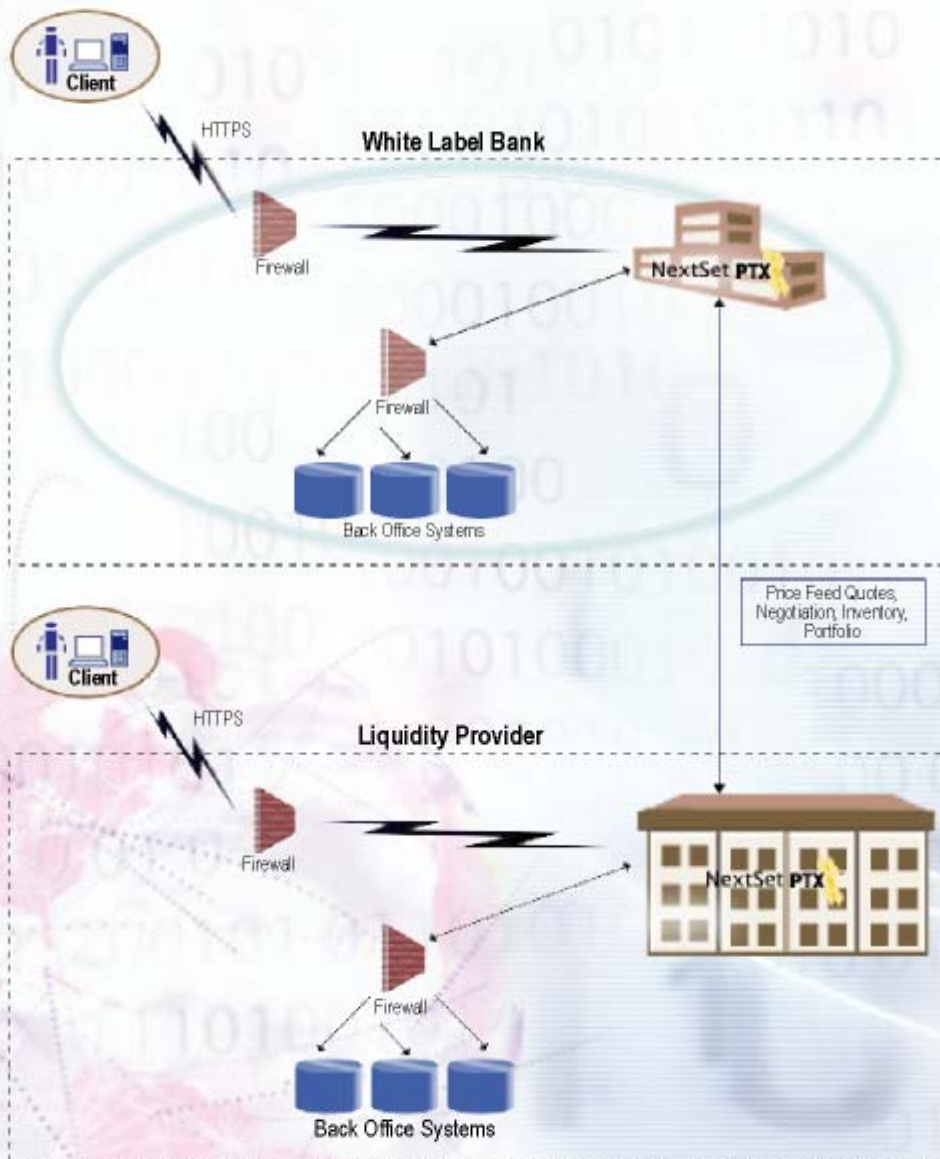 Client
HTTPS
White Label Bank
Firewall
NextSet PTX
Firewall
Back Office Systems
Price Feed Quotes,
Negotiation, Inventory,
Portfolio
Client
HTTPS
Liquidity Provider
Firewall
NextSet PTX
Firewall
Back Office Systems